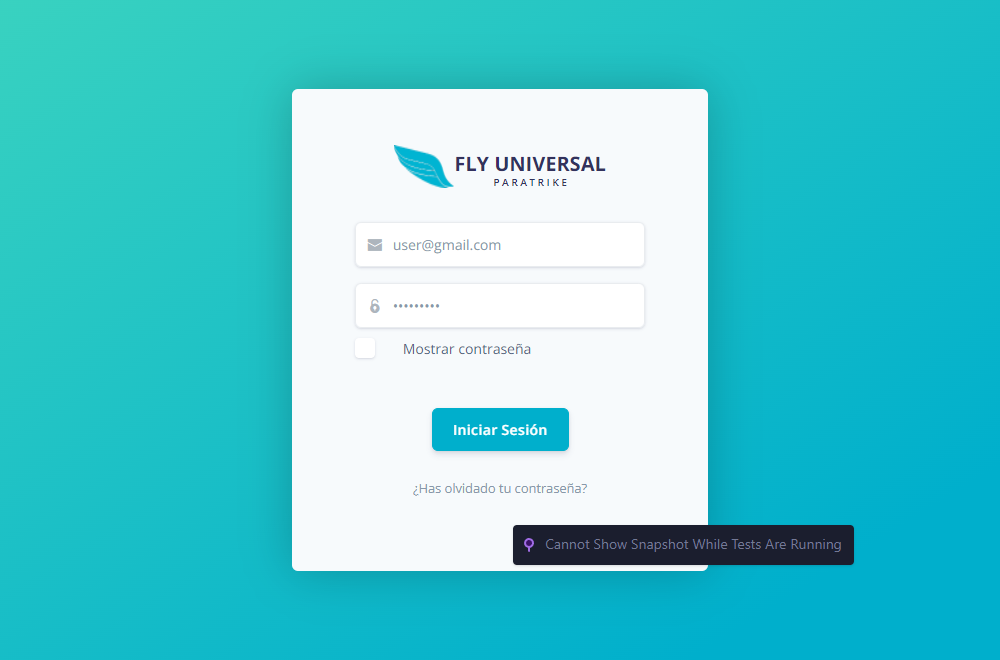 FLY UNIVERSAL
PARATRIKE
user@gmail.com
•••••••••
Mostrar contraseña
Iniciar Sesión
¿Has olvidado tu contraseña?
Cannot Show Snapshot While Tests Are Running